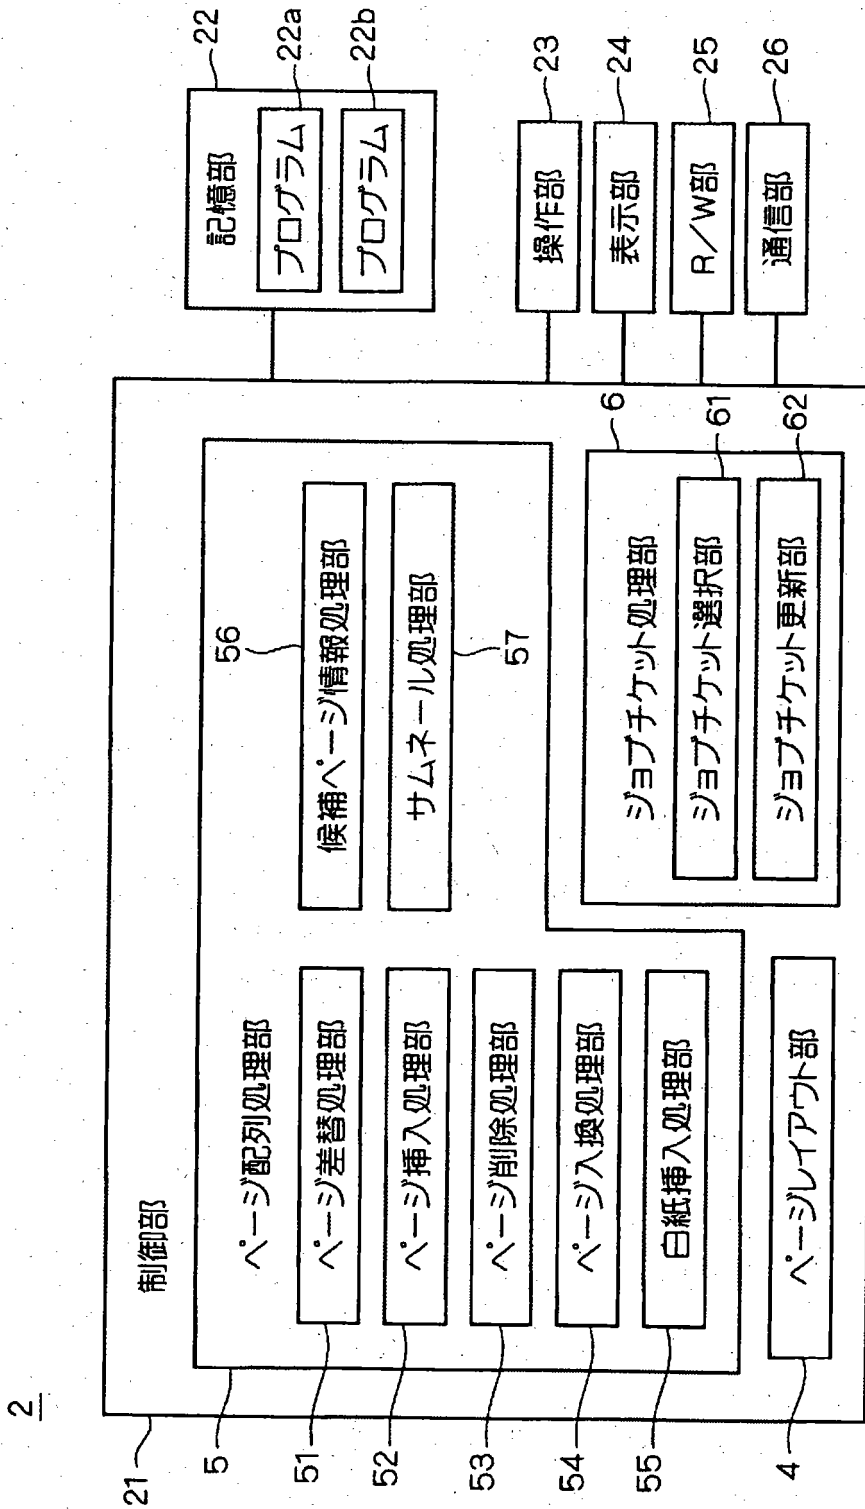 2
21
制御部
5
ページ配列処理部
51
ページ差替処理部
52
ページ挿入処理部
53
ページ削除処理部
54
ページ入換処理部
55
白紙挿入処理部
56
候補ページ情報処理部
57
サムネール処理部
4
ページレイアウト部
6
ジョブチケット処理部
61
ジョブチケット選択部
62
ジョブチケット更新部
22
記憶部
22a
プログラム
22b
プログラム
23
操作部
24
表示部
25
R/W部
26
通信部